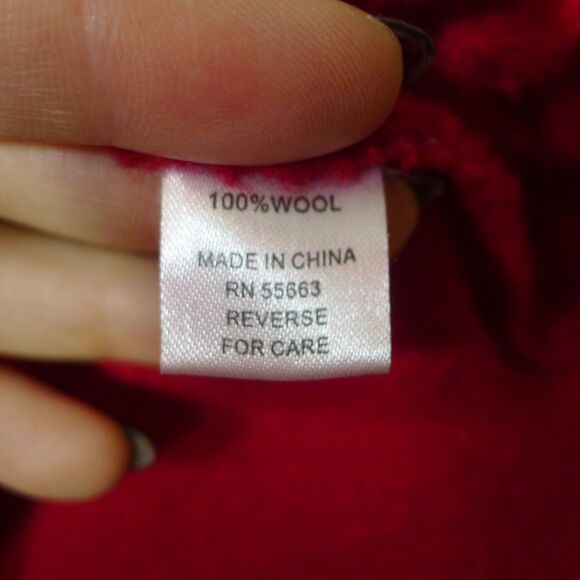 100%WOOL
MADE IN CHINA
RN 55663
REVERSE
FOR CARE